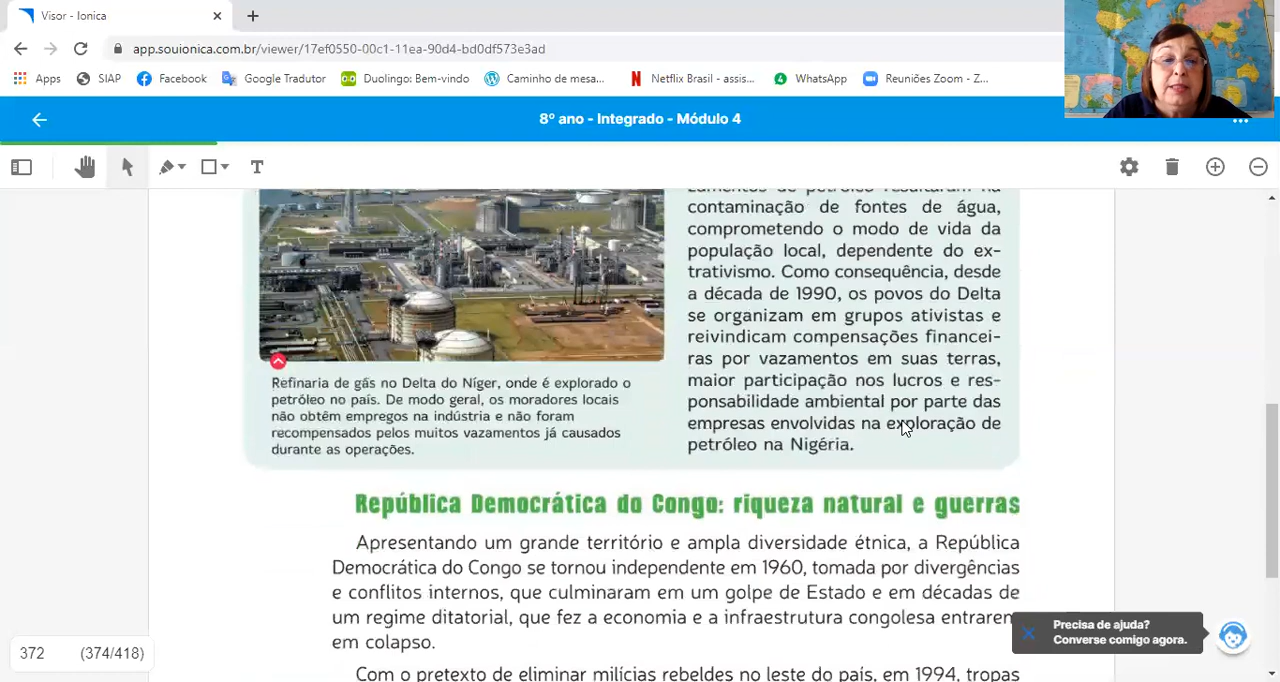 Visor - Ionica
app.souionica.com.br/viewer/17ef0550-00c1-11ea-90d4-bd0df573e3ad
Apps SIAP Facebook Google Tradutor Duolingo: Bem-vindo Caminho de mesa... Netflix Brasil - assis... WhatsApp Reuniões Zoom - Z...
8º ano - Integrado - Módulo 4
T
zamentos de petróleo resultaram na
contaminação de fontes de água,
comprometendo o modo de vida da
população local, dependente do ex-
trativismo. Como consequência, desde
a década de 1990, os povos do Delta
se organizam em grupos ativistas e
reivindicam compensações financei-
ras por vazamentos em suas terras,
maior participação nos lucros e res-
ponsabilidade ambiental por parte das
empresas envolvidas na exploração de
petróleo na Nigéria.
Refinaria de gás no Delta do Níger, onde é explorado o
petróleo no país. De modo geral, os moradores locais
não obtêm empregos na indústria e não foram
recompensados pelos muitos vazamentos já causados
durante as operações.
República Democrática do Congo: riqueza natural e guerras
Apresentando um grande território e ampla diversidade étnica, a República
Democrática do Congo se tornou independente em 1960, tomada por divergências
e conflitos internos, que culminaram em um golpe de Estado e em décadas de
um regime ditatorial, que fez a economia e a infraestrutura congolesa entrarem
em colapso.
Com o pretexto de eliminar milícias rebeldes no leste do país, em 1994, tropas
Precisa de ajuda?
Converse comigo agora.
372 (374/418)